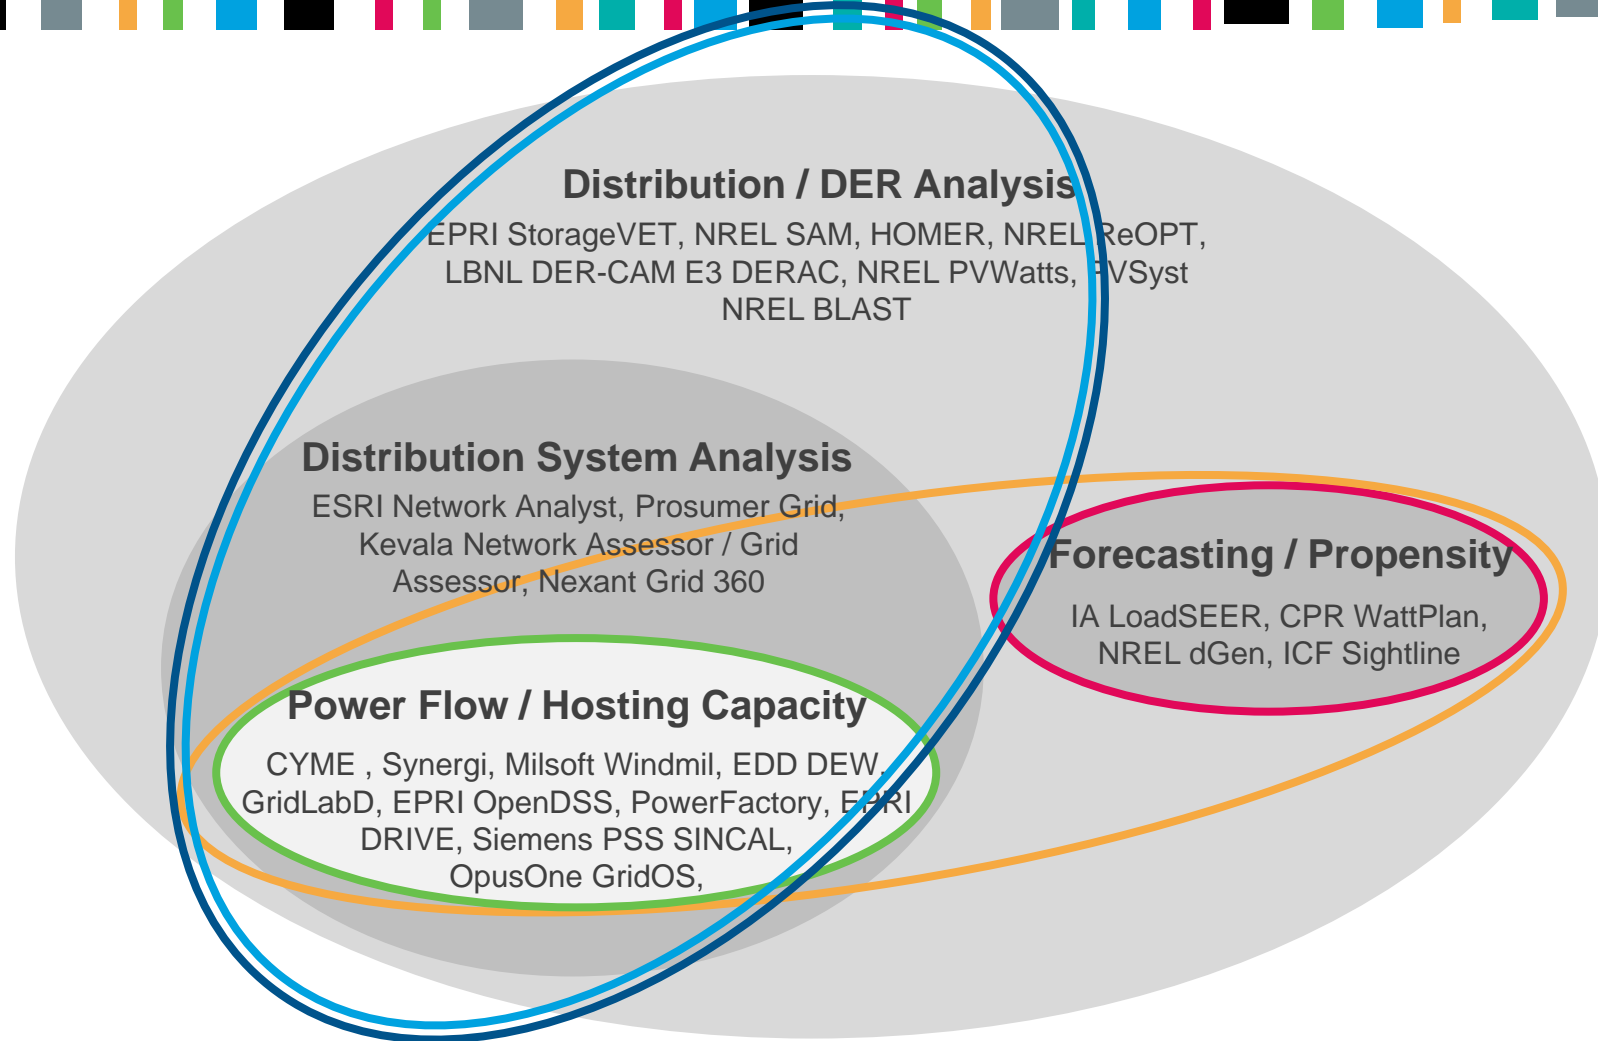 Distribution / DER Analysis
EPRI StorageVET, NREL SAM, HOMER, NREL ReOPT,
LBNL DER-CAM E3 DERAC, NREL PVWatts, PVSyst
NREL BLAST
Distribution System Analysis
ESRI Network Analyst, Prosumer Grid,
Kevala Network Assessor / Grid
Assessor, Nexant Grid 360
Forecasting / Propensity
IA LoadSEER, CPR WattPlan,
NREL dGen, ICF Sightline
Power Flow / Hosting Capacity
CYME , Synergi, Milsoft Windmil, EDD DEW,
GridLabD, EPRI OpenDSS, PowerFactory, EPRI
DRIVE, Siemens PSS SINCAL,
OpusOne GridOS,